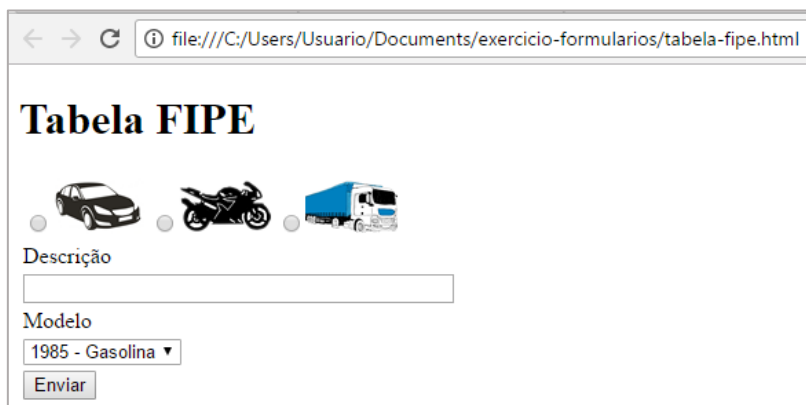 file:///C:/Users/Usuario/Documents/exercicio-formularios/tabela-fipe.html
Tabela FIPE
Descrição
Modelo
1985 - Gasolina
Enviar